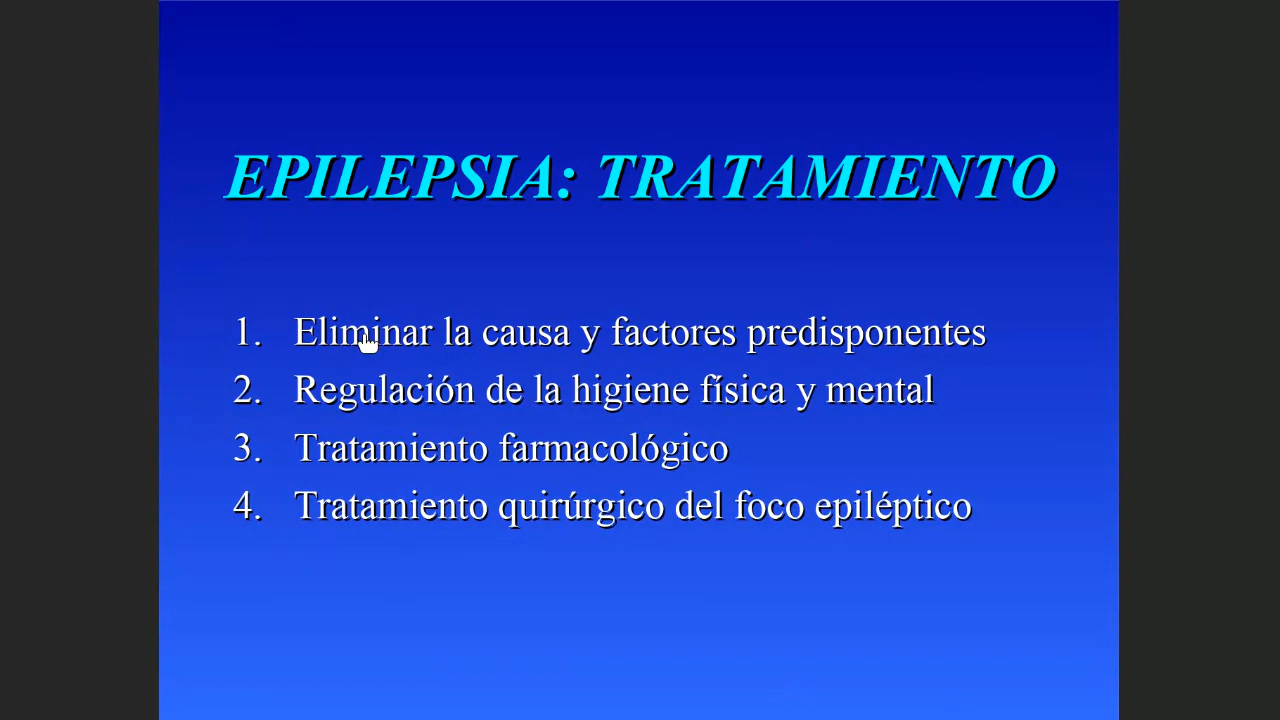 EPILEPSIA: TRATAMIENTO
1. Eliminar la causa y factores predisponentes
2. Regulación de la higiene física y mental
3. Tratamiento farmacológico
4. Tratamiento quirúrgico del foco epiléptico